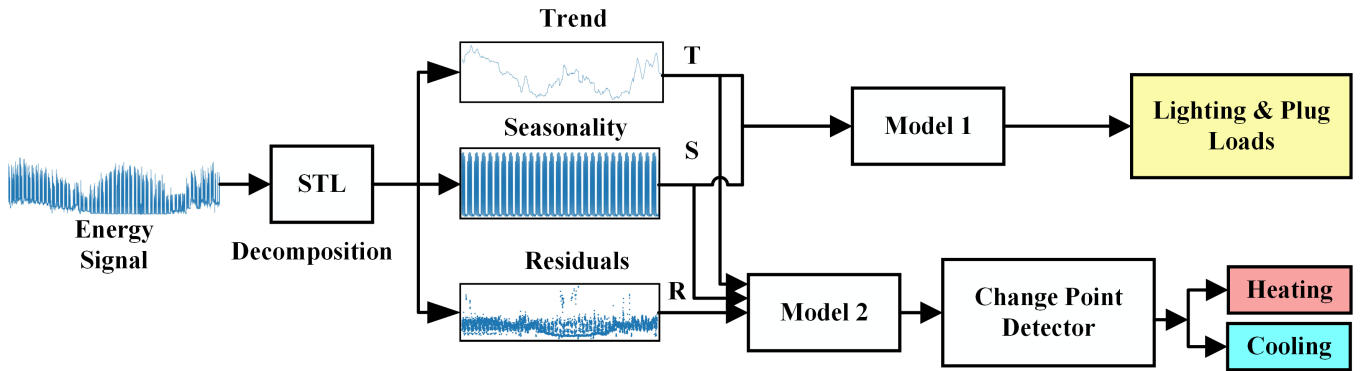 Trend
T
Seasonality
S
Residuals
R
Energy
Signal
STL
Decomposition
Model 1
Lighting & Plug
Loads
Model 2
Change Point
Detector
Heating
Cooling